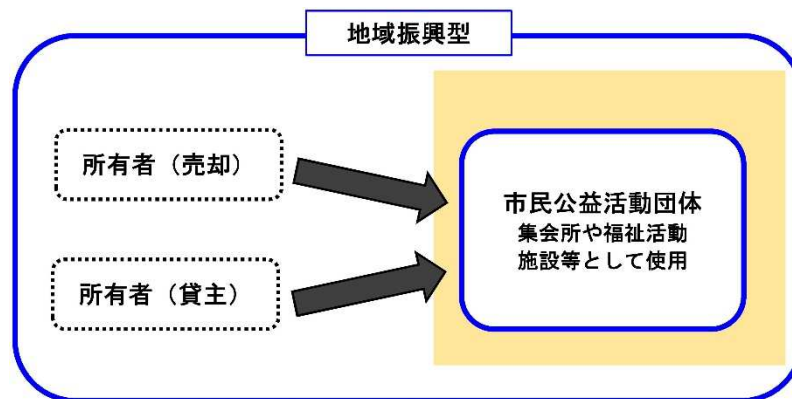 地域振興型
所有者（売却）
所有者（貸主）
市民公益活動団体
集会所や福祉活動
施設等として使用